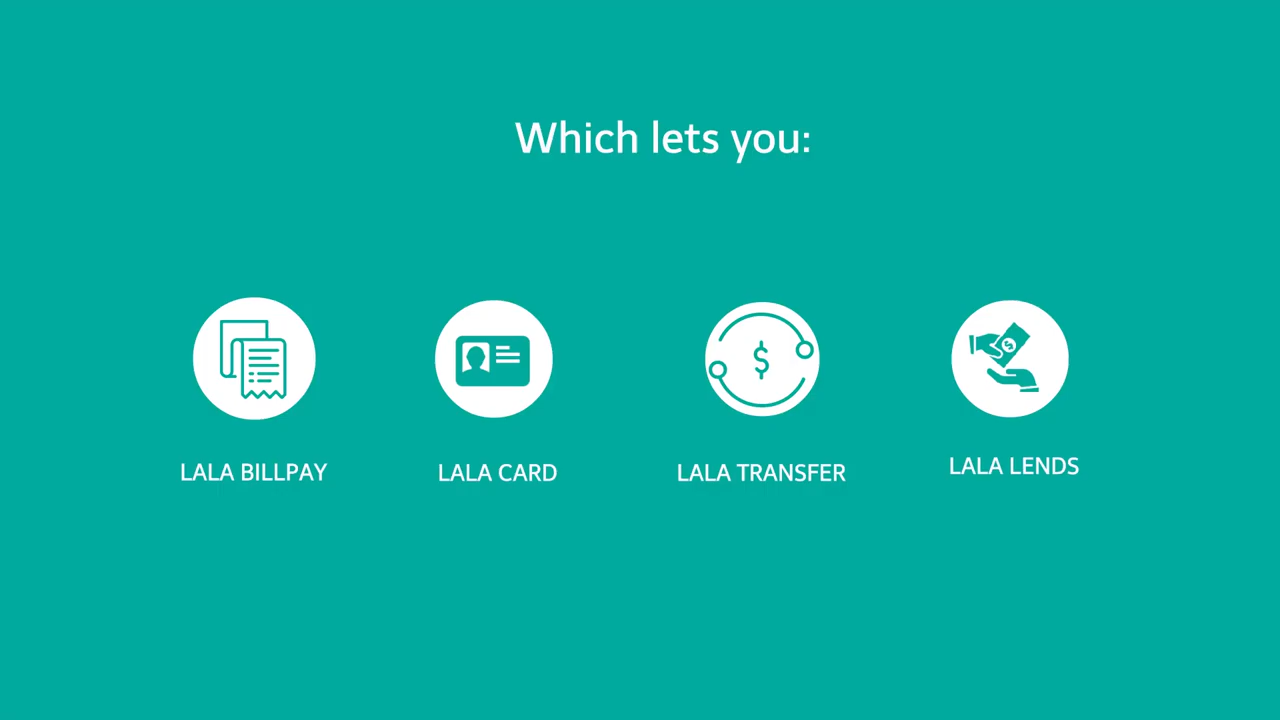 Which lets you:
LALA BILLPAY
LALA CARD
LALA TRANSFER
LALA LENDS